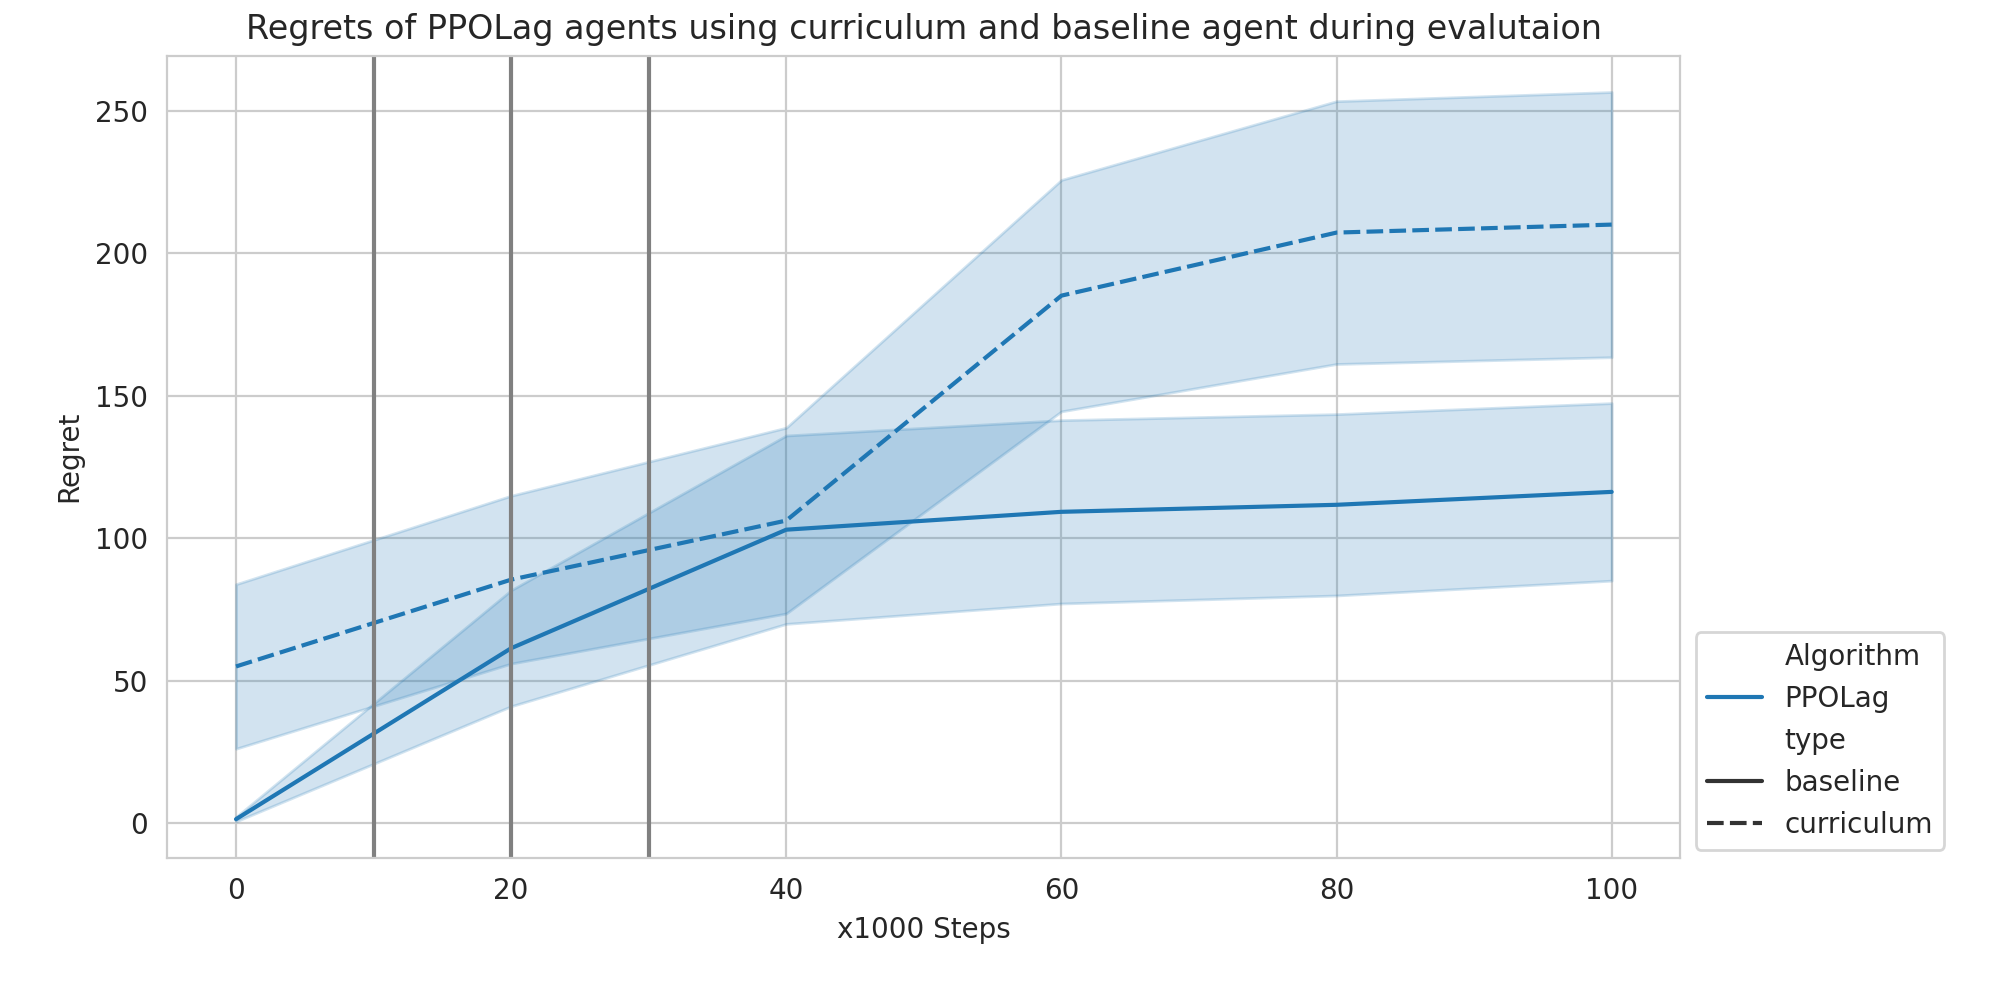 Regrets of PPOLag agents using curriculum and baseline agent during evalutaion
250
200
150
100
50
0
Regret
0 20 40 60 80 100
x1000 Steps
Algorithm
PPOLag
type
baseline
curriculum